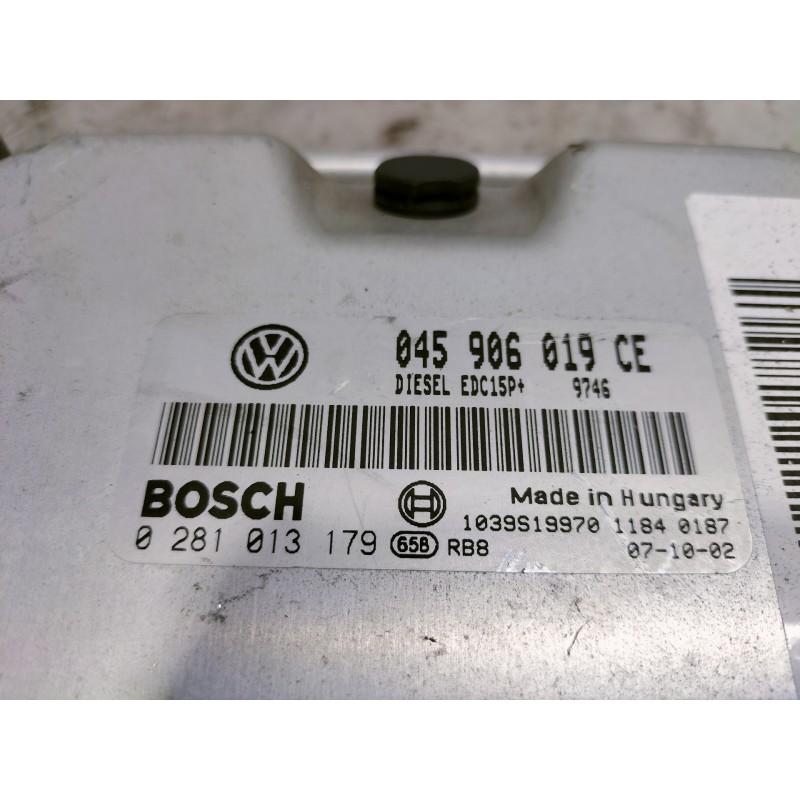 045 906 019 CE
DIESEL EDC15P+ 9746
BOSCH
Made in Hungary
1039S19970 1184 0187
0 281 013 179 658 RB8 07-10-02